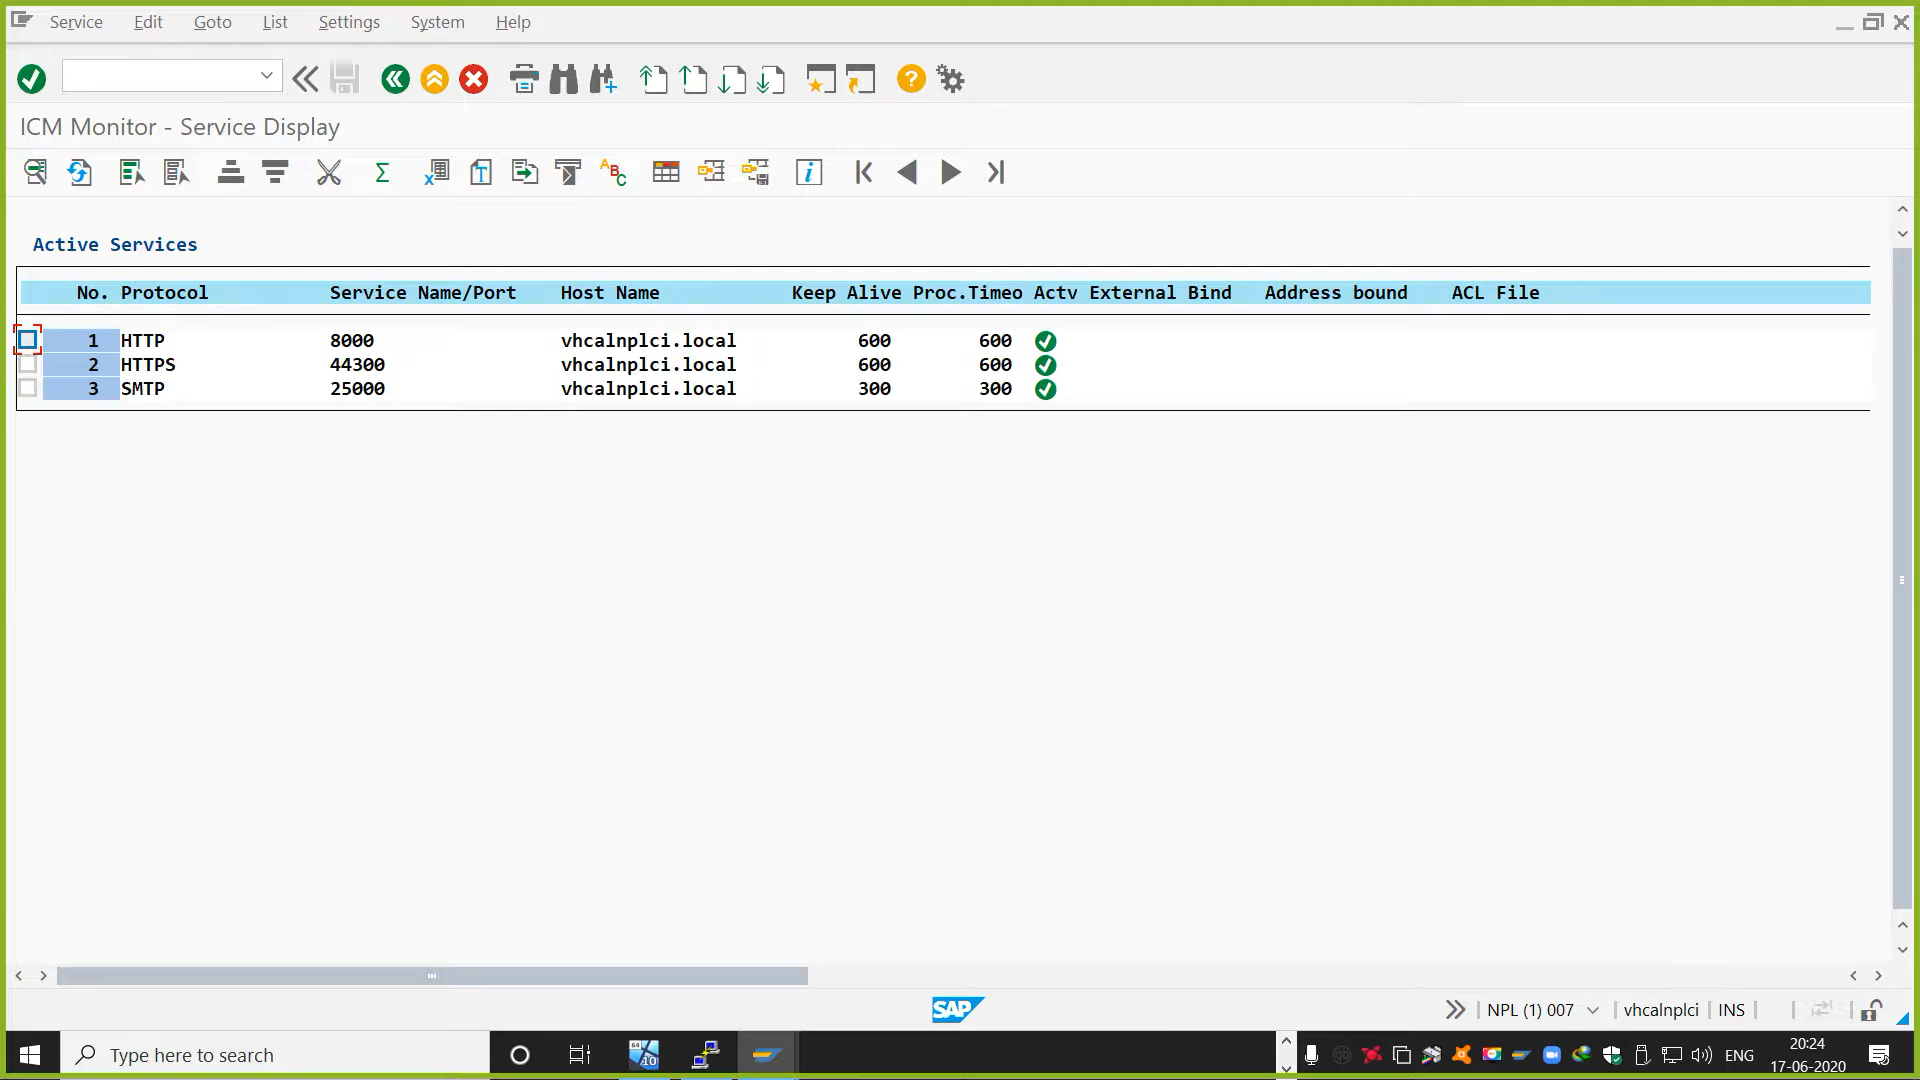 Service Edit Goto List Settings System Help
ICM Monitor - Service Display
Active Services
No. Protocol Service Name/Port Host Name Keep Alive Proc.Timeo Actv External Bind Address bound ACL File
1 HTTP 8000 vhcalnplci.local 600 600
2 HTTPS 44300 vhcalnplci.local 600 600
3 SMTP 25000 vhcalnplci.local 300 300
SAP NPL (1) 007 vhcalnplci INS
Type here to search ENG 20:24
17-06-2020